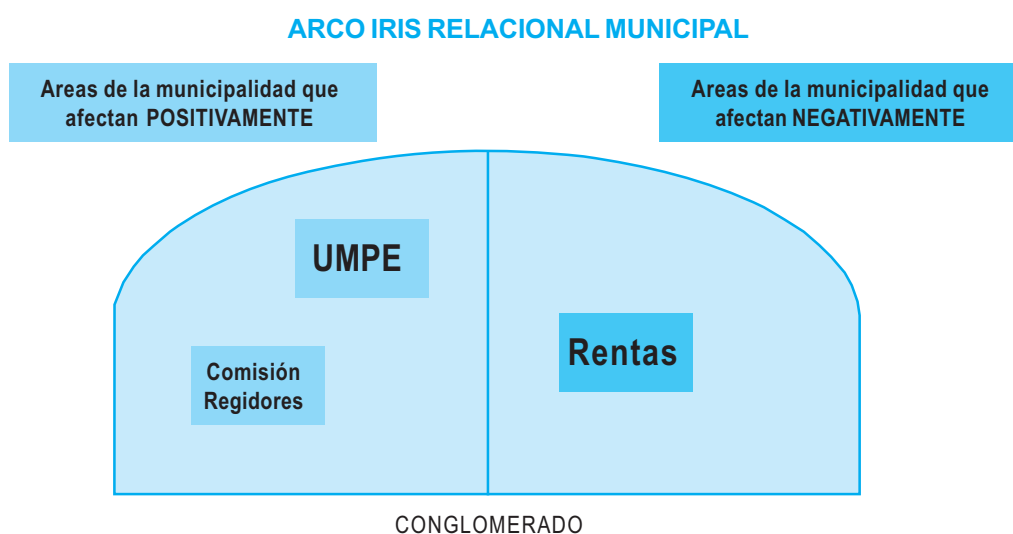 ARCO IRIS RELACIONAL MUNICIPAL
Areas de la municipalidad que
afectan POSITIVAMENTE
Areas de la municipalidad que
afectan NEGATIVAMENTE
UMPE
Rentas
Comisión
Regidores
CONGLOMERADO